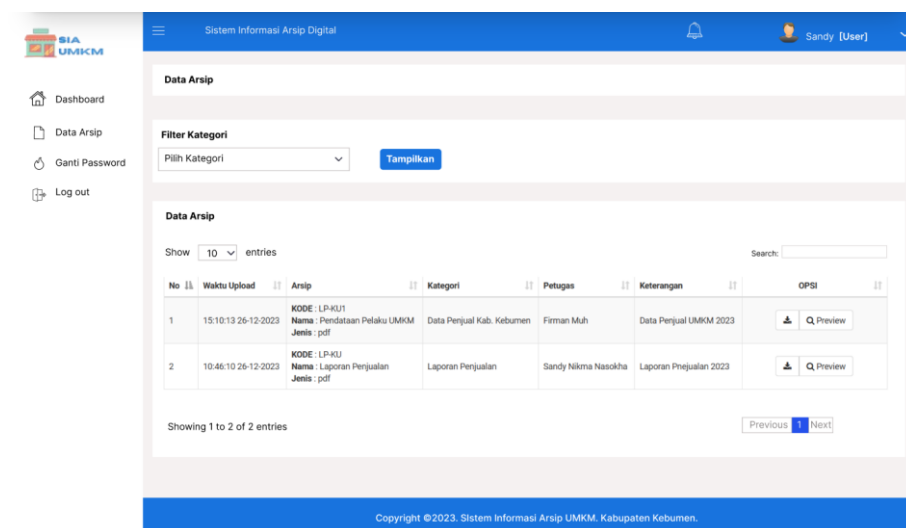 SIA
UMKM
Sistem Informasi Arsip Digital
Sandy [User]
Dashboard
Data Arsip
Ganti Password
Log out
Data Arsip
Filter Kategori
Pilih Kategori
Tampilkan
Data Arsip
Show 10 entries
Search:
No Waktu Upload Arsip Kategori Petugas Keterangan OPSI
1 15:10:13 26-12-2023 KODE : LP-KU1 Data Penjual Kab. Kebumen Firman Muh Data Penjual UMKM 2023 Preview
Nama : Pendataan Pelaku UMKM
Jenis : pdf
2 10:46:10 26-12-2023 KODE : LP-KU Laporan Penjualan Sandy Nikma Nasokha Laporan Pnejualan 2023 Preview
Nama : Laporan Penjualan
Jenis : pdf
Showing 1 to 2 of 2 entries
Previous 1 Next
Copyright ©2023. SIstem Informasi Arsip UMKM. Kabupaten Kebumen.